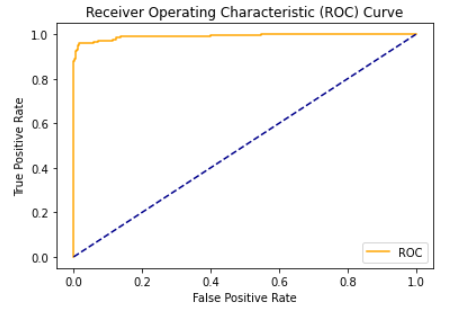 Receiver Operating Characteristic (ROC) Curve
1.0
0.8
0.6
0.4
0.2
0.0
True Positive Rate
ROC
0.0 0.2 0.4 0.6 0.8 1.0
False Positive Rate